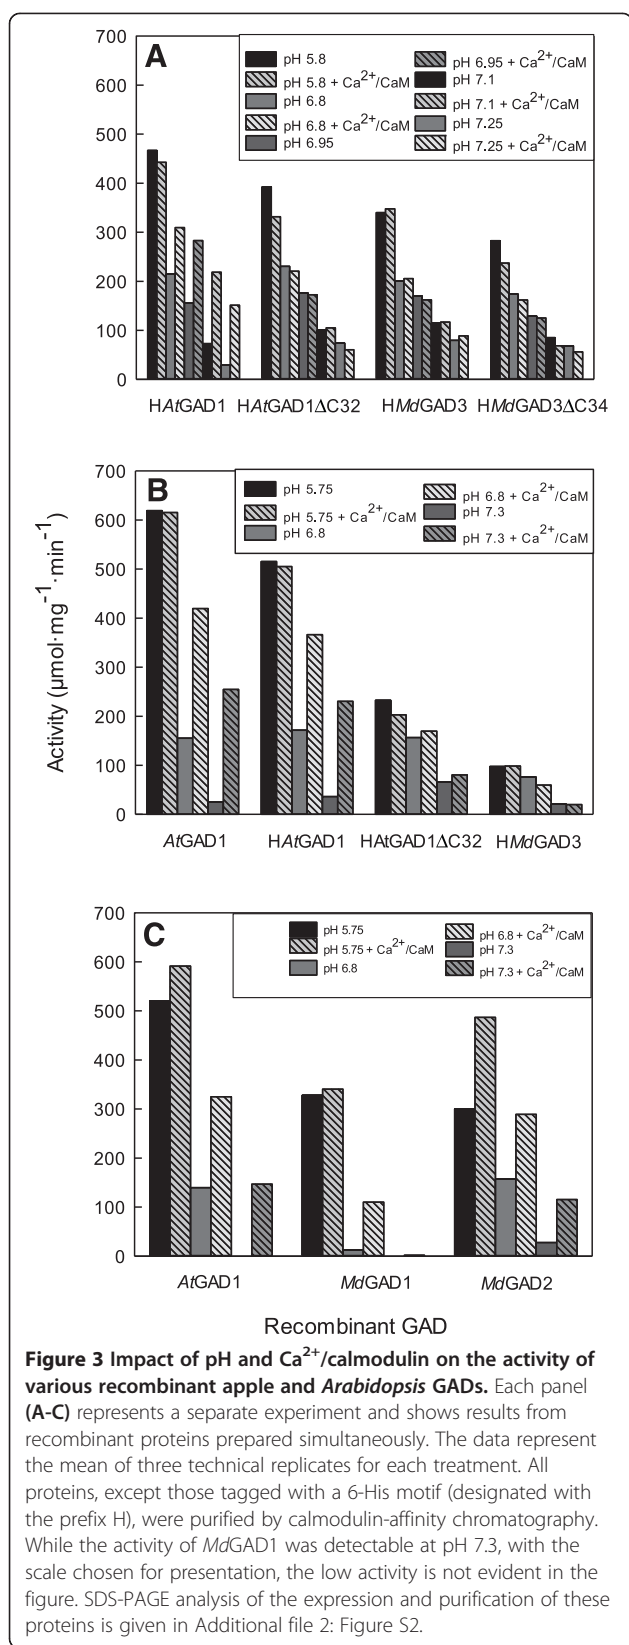 A
700
600
500
400
300
200
100
0
pH 5.8
pH 5.8 + Ca2+/CaM
pH 6.8
pH 6.8 + Ca2+/CaM
pH 6.95
pH 6.95 + Ca2+/CaM
pH 7.1
pH 7.1 + Ca2+/CaM
pH 7.25
pH 7.25 + Ca2+/CaM
HAtGAD1 HAtGAD1ΔC32 HMdGAD3 HMdGAD3ΔC34
B
700
600
500
400
300
200
100
0
pH 5.75
pH 5.75 + Ca2+/CaM
pH 6.8
pH 6.8 + Ca2+/CaM
pH 7.3
pH 7.3 + Ca2+/CaM
Activity (µmol·mg-1·min-1)
AtGAD1 HAtGAD1 HAtGAD1ΔC32 HMdGAD3
C
700
600
500
400
300
200
100
0
pH 5.75
pH 5.75 + Ca2+/CaM
pH 6.8
pH 6.8 + Ca2+/CaM
pH 7.3
pH 7.3 + Ca2+/CaM
AtGAD1 MdGAD1 MdGAD2
Recombinant GAD
Figure 3 Impact of pH and Ca2+/calmodulin on the activity of
various recombinant apple and Arabidopsis GADs. Each panel
(A-C) represents a separate experiment and shows results from
recombinant proteins prepared simultaneously. The data represent
the mean of three technical replicates for each treatment. All
proteins, except those tagged with a 6-His motif (designated with
the prefix H), were purified by calmodulin-affinity chromatography.
While the activity of MdGAD1 was detectable at pH 7.3, with the
scale chosen for presentation, the low activity is not evident in the
figure. SDS-PAGE analysis of the expression and purification of these
proteins is given in Additional file 2: Figure S2.